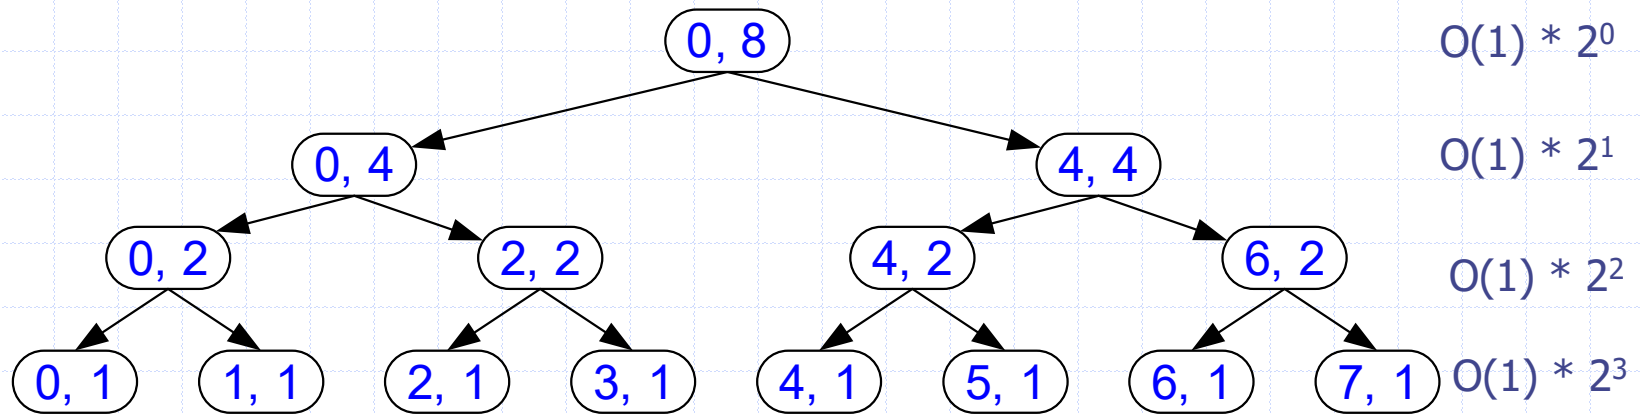 0, 8 O(1) * 2⁰
0, 4 4, 4 O(1) * 2¹
0, 2 2, 2 4, 2 6, 2 O(1) * 2²
0, 1 1, 1 2, 1 3, 1 4, 1 5, 1 6, 1 7, 1 O(1) * 2³